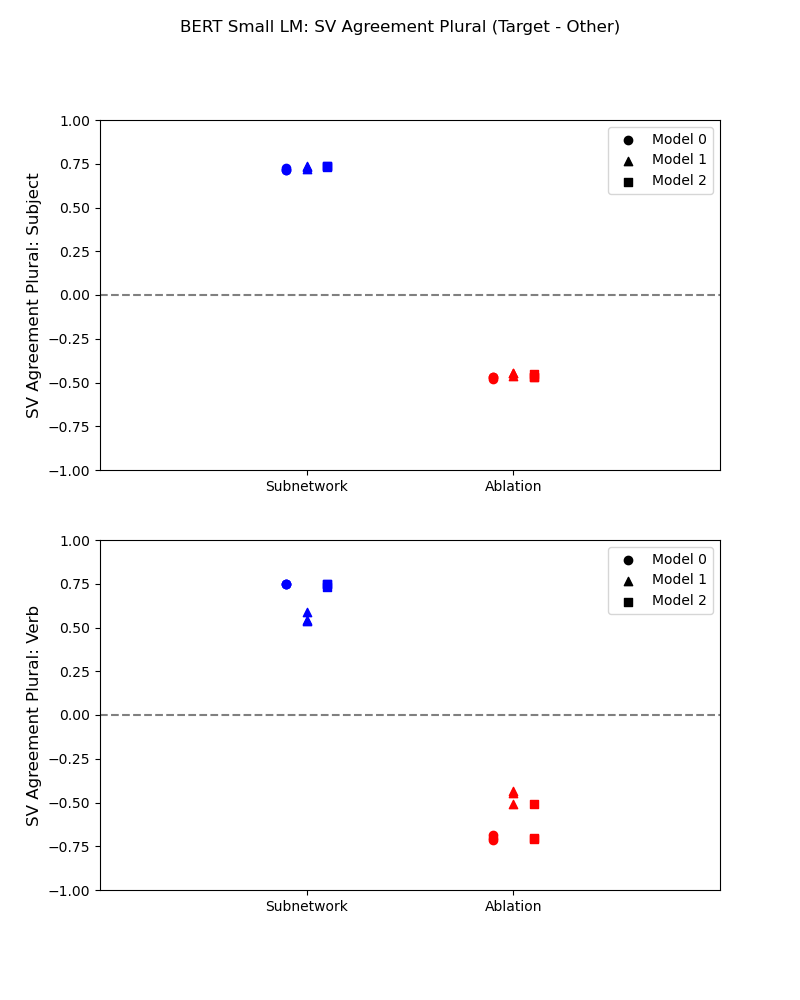 BERT Small LM: SV Agreement Plural (Target - Other)
SV Agreement Plural: Subject
1.00
0.75
0.50
0.25
0.00
−0.25
−0.50
−0.75
−1.00
Model 0
Model 1
Model 2
Subnetwork
Ablation
SV Agreement Plural: Verb
1.00
0.75
0.50
0.25
0.00
−0.25
−0.50
−0.75
−1.00
Model 0
Model 1
Model 2
Subnetwork
Ablation